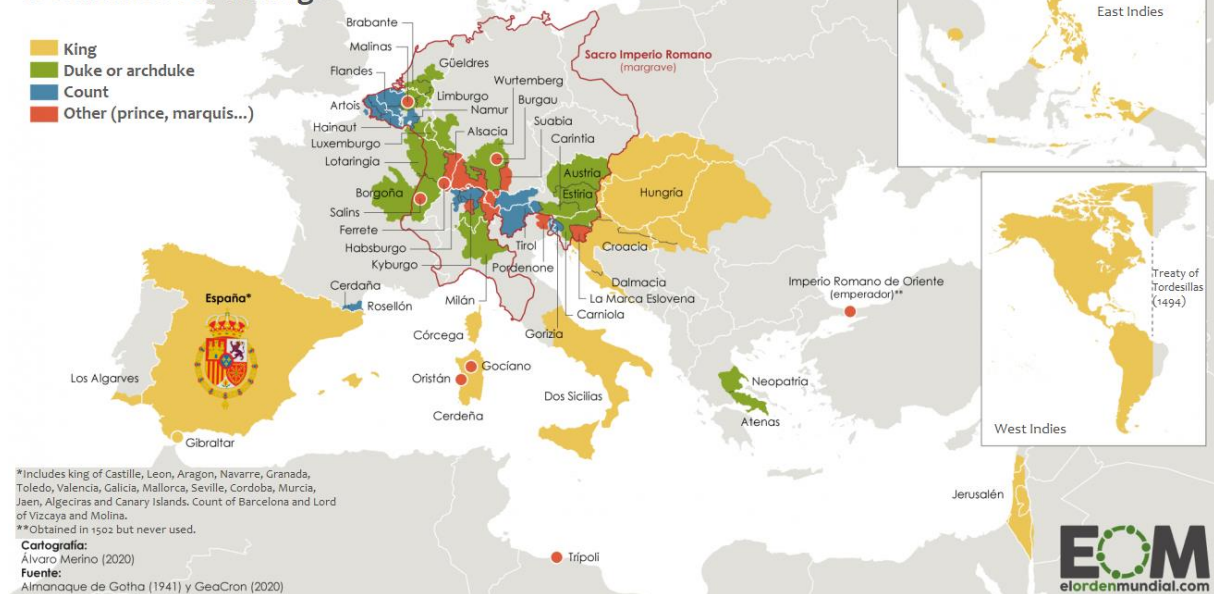 King
Duke or archduke
Count
Other (prince, marquis...)
Brabante
Malinas
Flandes
Güeldres
Artois
Limburgo
Namur
Hainaut
Luxemburgo
Lotaringia
Alsacia
Wurtemberg
Burgau
Suabia
Carintia
Sacro Imperio Romano
(margrave)
Austria
Estiria
Hungría
Borgoña
Salins
Ferrete
Habsburgo
Kyburgo
Tirol
Pordenone
Croacia
Dalmacia
La Marca Eslovena
Carniola
Gorizia
Milán
Cerdaña
Rosellón
España*
Los Algarves
Gibraltar
Córcega
Gociano
Oristán
Cerdeña
Dos Sicilias
Imperio Romano de Oriente
(emperador)**
Neopatria
Atenas
Trípoli
Jerusalén
East Indies
Treaty of
Tordesillas
(1494)
West Indies
*Includes king of Castille, Leon, Aragon, Navarre, Granada,
Toledo, Valencia, Galicia, Mallorca, Seville, Cordoba, Murcia,
Jaen, Algeciras and Canary Islands. Count of Barcelona and Lord
of Vizcaya and Molina.
**Obtained in 1502 but never used.
Cartografía:
Álvaro Merino (2020)
Fuente:
Almanaque de Gotha (1941) y GeaCron (2020)
EOM
elordenmundial.com